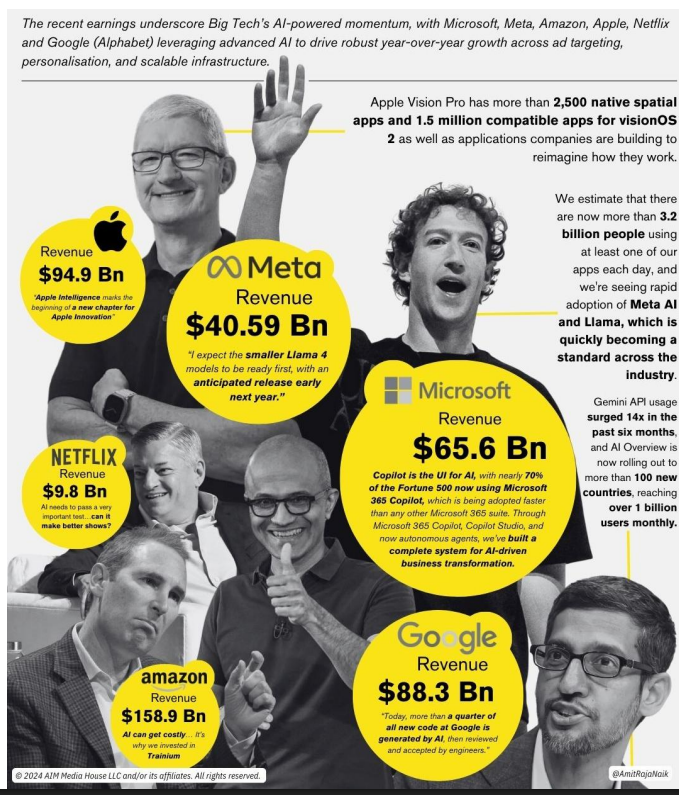 The recent earnings underscore Big Tech's AI-powered momentum, with Microsoft, Meta, Amazon, Apple, Netflix
and Google (Alphabet) leveraging advanced AI to drive robust year-over-year growth across ad targeting,
personalisation, and scalable infrastructure.
Apple Vision Pro has more than 2,500 native spatial
apps and 1.5 million compatible apps for visionOS
2 as well as applications companies are building to
reimagine how they work.
Revenue
$94.9 Bn
"Apple Intelligence marks the
beginning of a new chapter for
Apple Innovation"
Meta
Revenue
$40.59 Bn
"I expect the smaller Llama 4
models to be ready first, with an
anticipated release early
next year."
We estimate that there
are now more than 3.2
billion people using
at least one of our
apps each day, and
we're seeing rapid
adoption of Meta AI
and Llama, which is
quickly becoming a
standard across the
industry.
Microsoft
Revenue
$65.6 Bn
Copilot is the UI for AI, with nearly 70%
of the Fortune 500 now using Microsoft
365 Copilot, which is being adopted faster
than any other Microsoft 365 suite. Through
Microsoft 365 Copilot, Copilot Studio, and
now autonomous agents, we've built a
complete system for AI-driven
business transformation.
Gemini API usage
surged 14x in the
past six months,
and AI Overview is
now rolling out to
more than 100 new
countries, reaching
over 1 billion
users monthly.
NETFLIX
Revenue
$9.8 Bn
AI needs to pass a very
important test...can it
make better shows?
Google
Revenue
$88.3 Bn
"Today, more than a quarter of
all new code at Google is
generated by AI, then reviewed
and accepted by engineers."
amazon
Revenue
$158.9 Bn
AI can get costly... It's
why we invested in
Trainium
© 2024 AIM Media House LLC and/or its affiliates. All rights reserved.
@AmitRajaNaik